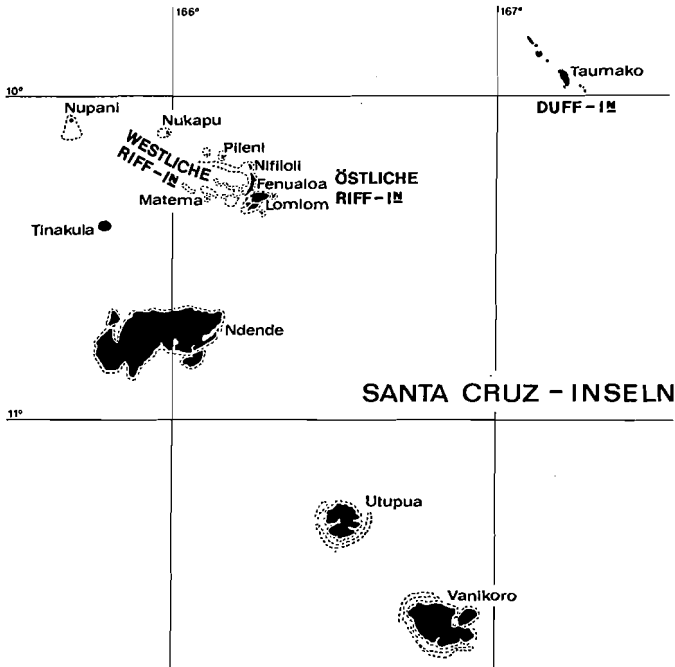 166°
167°
Taumako
10°
DUFF-IN
Nupani
Nukapu
Pileni
WESTLICHE
RIFF-IN
Nifiloli
Fenualoa
ÖSTLICHE
RIFF-IN
Matema
Lomlom
Tinakula
Ndende
SANTA CRUZ - INSELN
11°
Utupua
Vanikoro